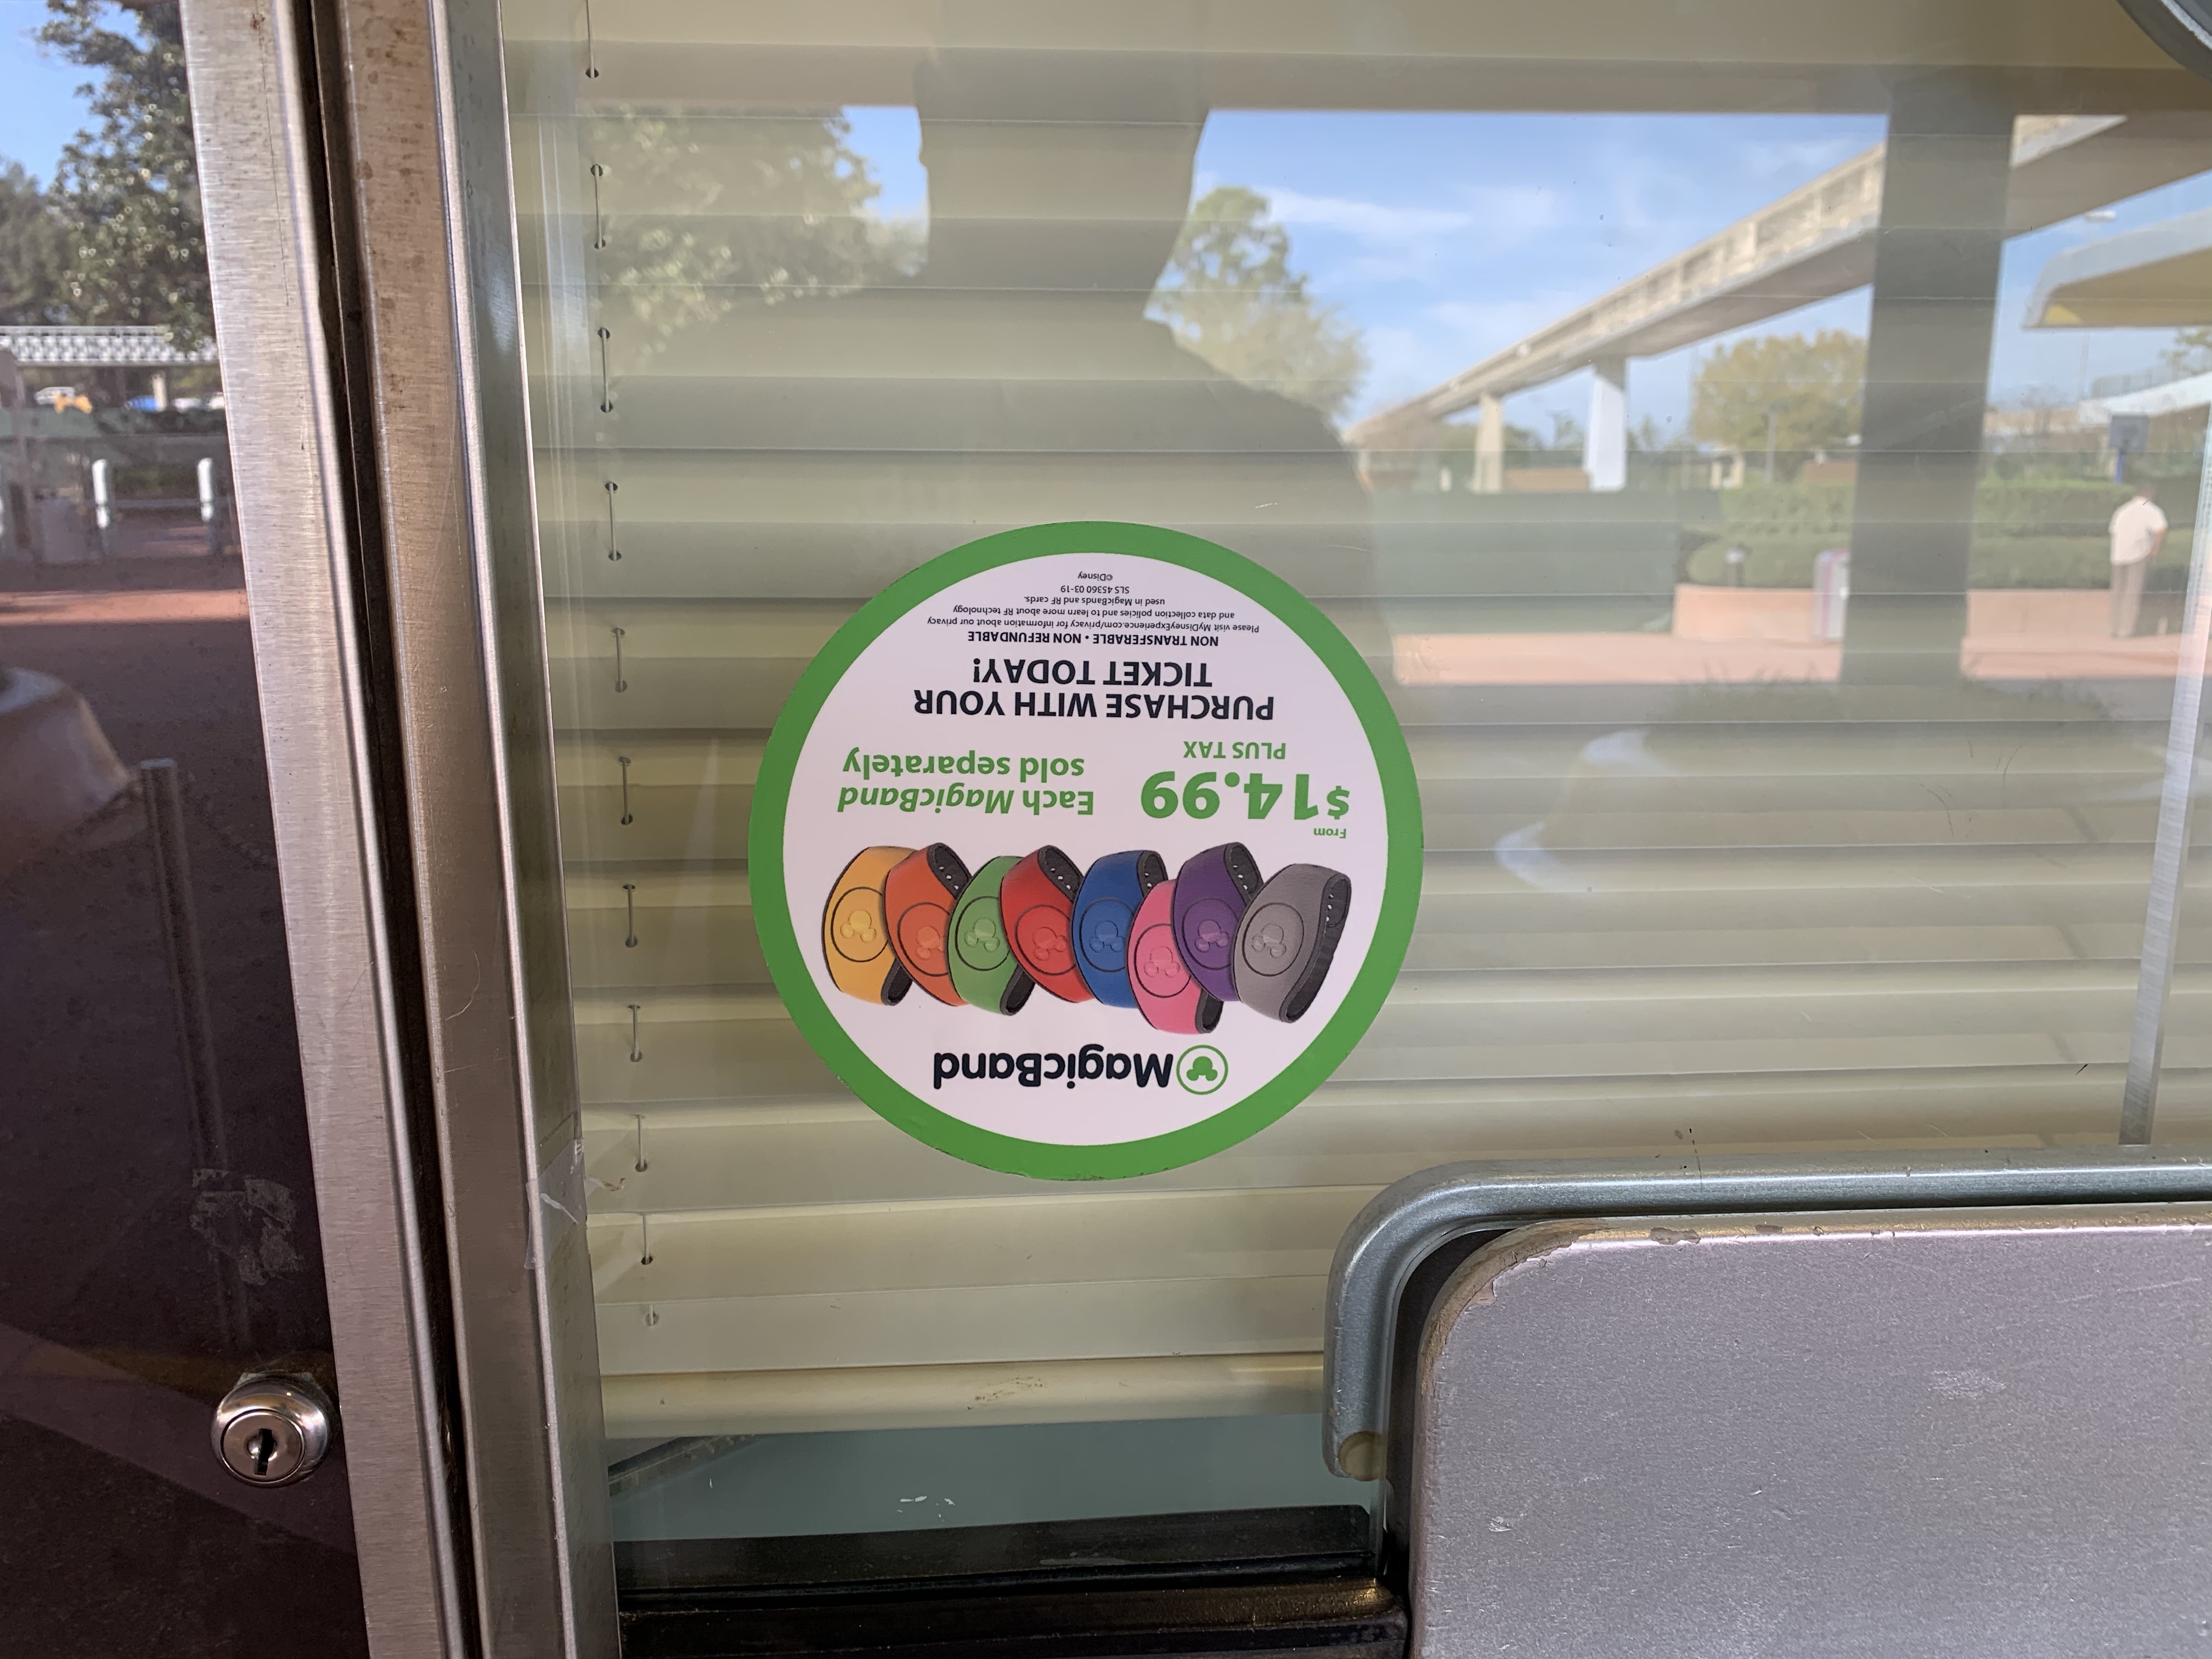 MagicBand
From
$14.99
PLUS TAX
Each MagicBand
sold separately
PURCHASE WITH YOUR
TICKET TODAY!
NON TRANSFERABLE • NON REFUNDABLE
Please visit MyDisneyExperience.com/privacy for information about our privacy
and data collection policies and to learn more about RF technology
used in MagicBands and RF cards.
SLS 45360 03-19
©Disney